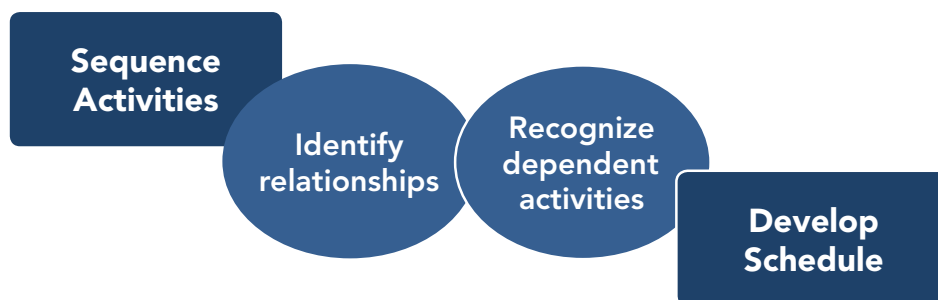 Sequence
Activities
Identify
relationships
Recognize
dependent
activities
Develop
Schedule